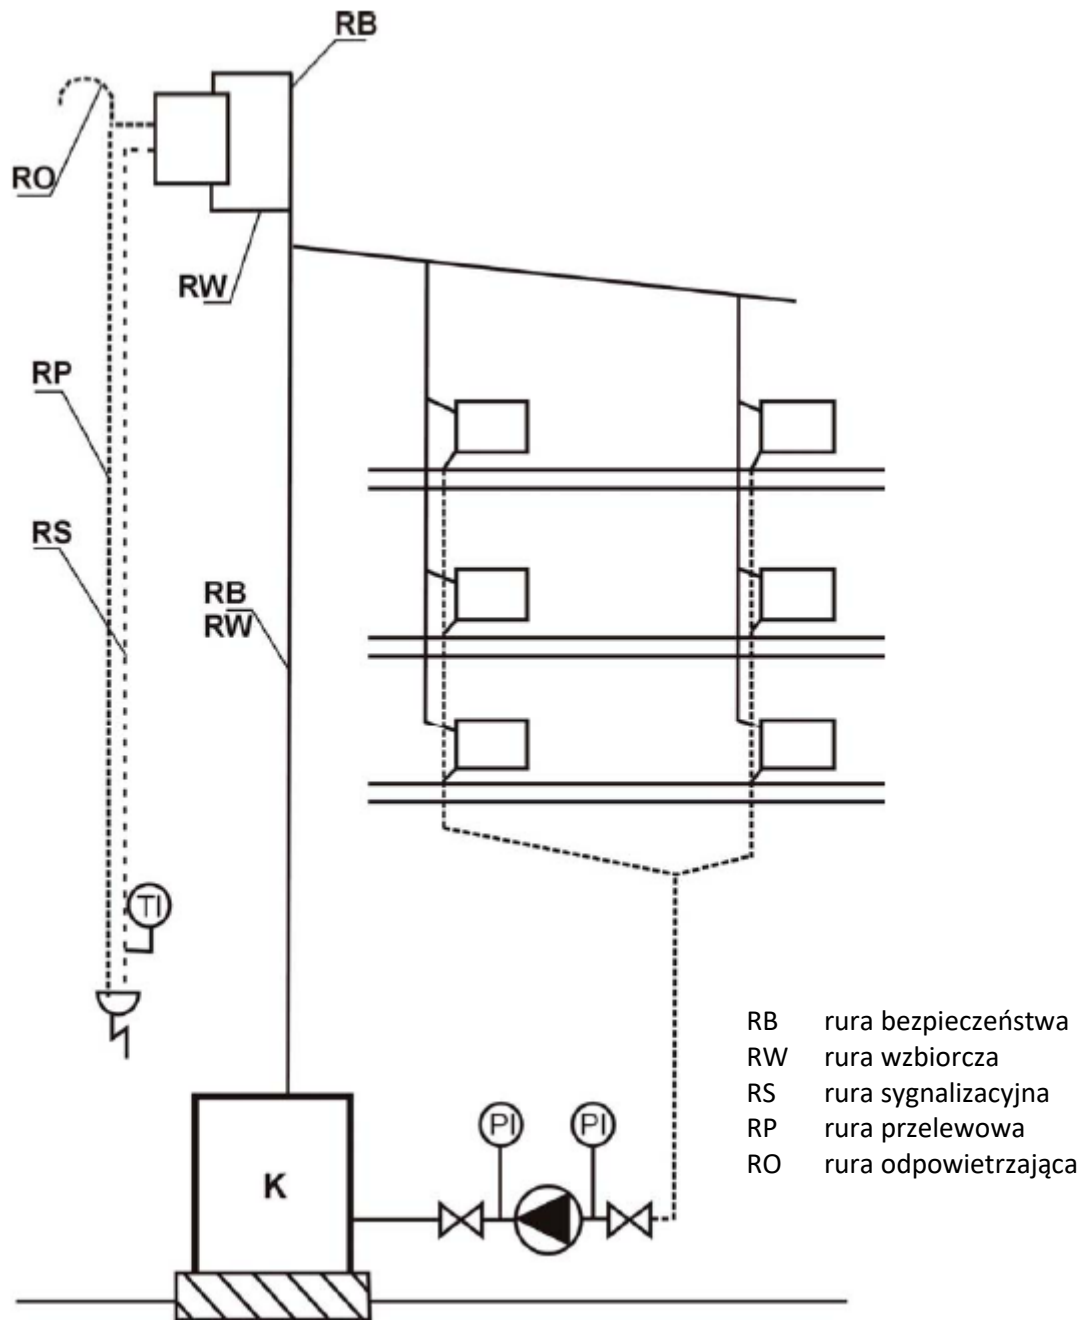 RB
RO
RW
RP
RS
RB
RW
TI
PI
PI
K
RB rura bezpieczeństwa
RW rura wzbiorcza
RS rura sygnalizacyjna
RP rura przelewowa
RO rura odpowietrzająca